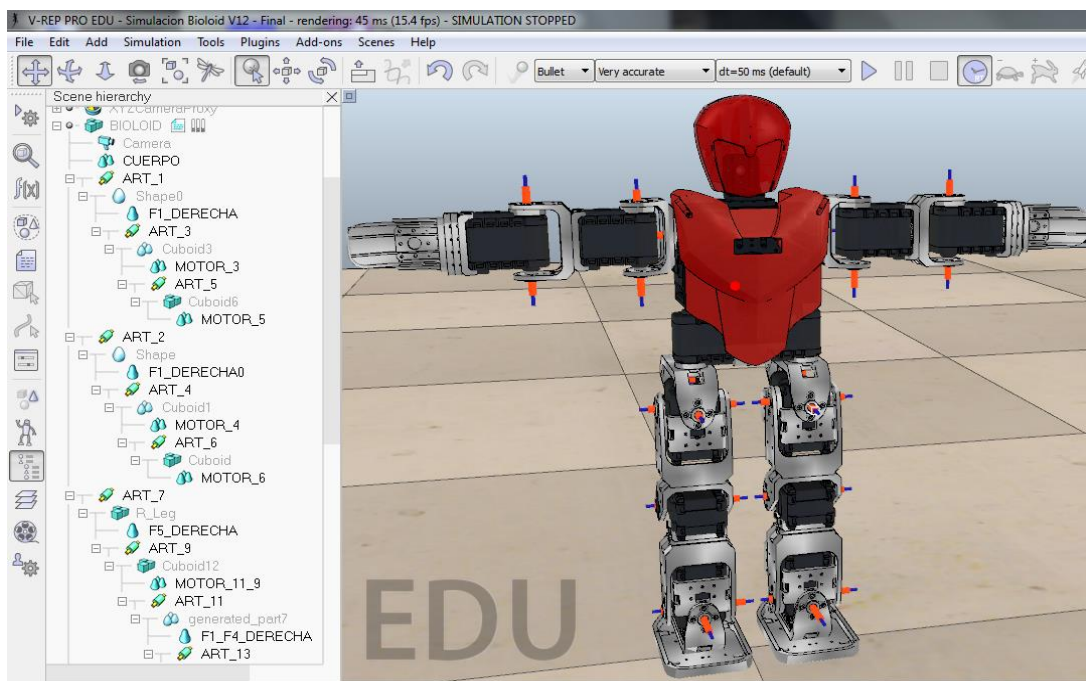 V-REP PRO EDU - Simulacion Bioloid V12 - Final - rendering: 45 ms (15.4 fps) - SIMULATION STOPPED
File Edit Add Simulation Tools Plugins Add-ons Scenes Help
Bullet Very accurate dt=50 ms (default)
Scene hierarchy
XYZCameraProxy
BIOLOID
Camera
CUERPO
ART_1
Shape0
F1_DERECHA
ART_3
Cuboid3
MOTOR_3
ART_5
Cuboid6
MOTOR_5
ART_2
Shape
F1_DERECHA0
ART_4
Cuboid1
MOTOR_4
ART_6
Cuboid
MOTOR_6
ART_7
R_Leg
F5_DERECHA
ART_9
Cuboid12
MOTOR_11_9
ART_11
generated_part7
F1_F4_DERECHA
ART_13
f(x)
EDU